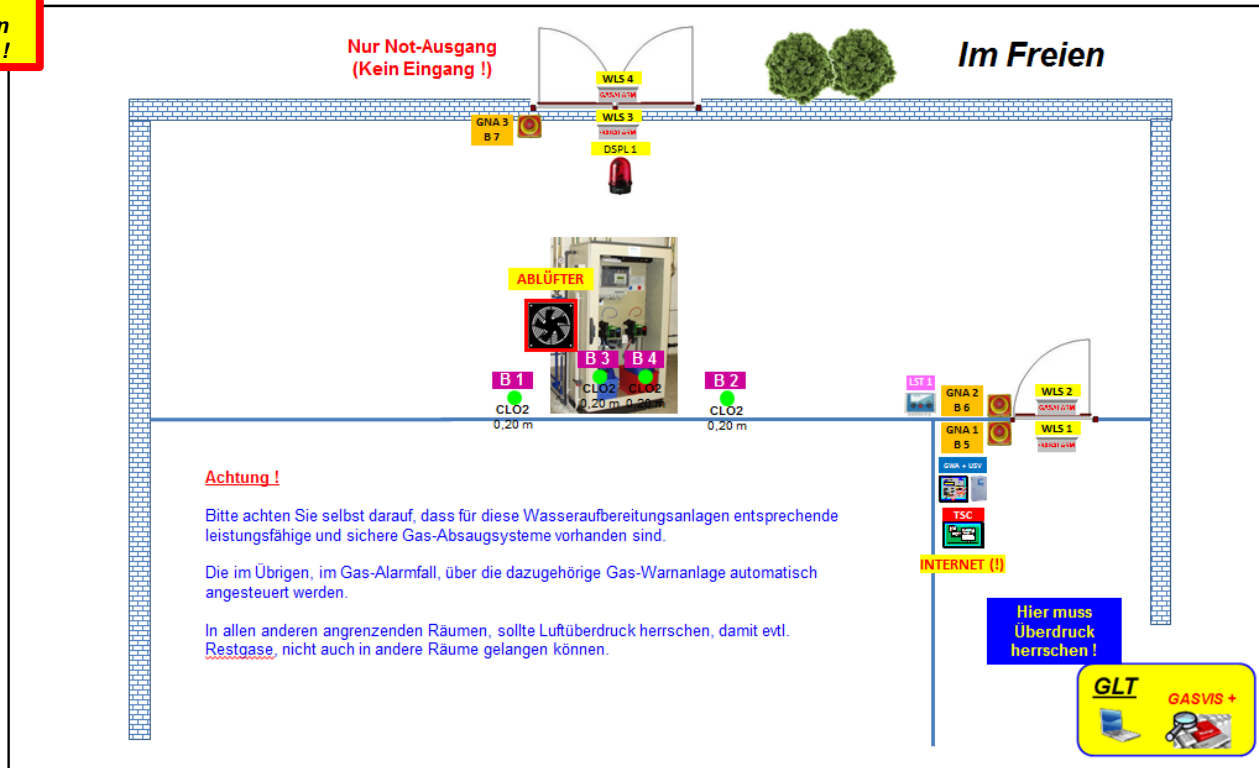 n
!
Nur Not-Ausgang
(Kein Eingang !)
Im Freien
WLS 4
GASALARM
GNA 3
B 7
WLS 3
GASALARM
DSPL 1
ABLÜFTER
B 3
B 4
B 1
B 2
CLO2
0,20 m
CLO2
0,20 m
CLO2
0,20 m
CLO2
0,20 m
LST 1
GNA 2
B 6
WLS 2
GASALARM
GNA 1
B 5
WLS 1
GASALARM
GWA + USV
TSC
INTERNET (!)
Achtung !
Bitte achten Sie selbst darauf, dass für diese Wasseraufbereitungsanlagen entsprechende
leistungsfähige und sichere Gas-Absaugsysteme vorhanden sind.
Die im Übrigen, im Gas-Alarmfall, über die dazugehörige Gas-Warnanlage automatisch
angesteuert werden.
In allen anderen angrenzenden Räumen, sollte Luftüberdruck herrschen, damit evtl.
Restgase, nicht auch in andere Räume gelangen können.
Hier muss
Überdruck
herrschen !
GLT
GASVIS +